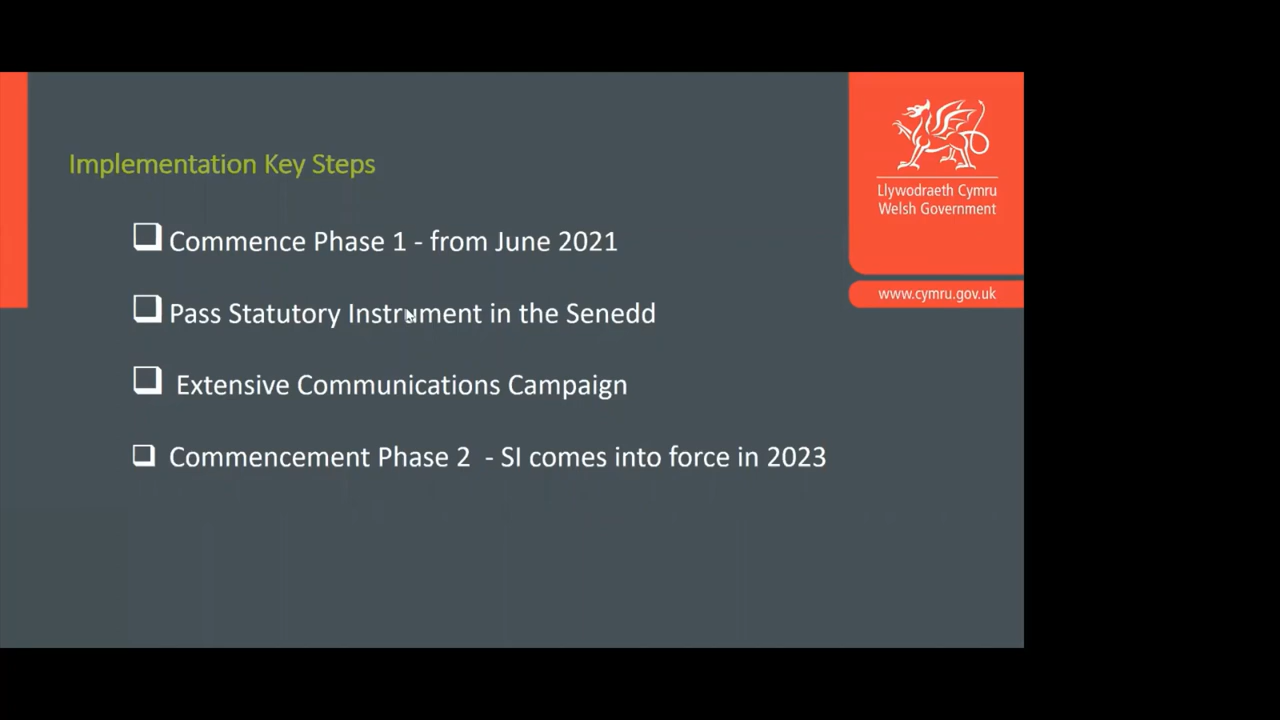 Implementation Key Steps
Commence Phase 1 - from June 2021
Pass Statutory Instrument in the Senedd
Extensive Communications Campaign
Commencement Phase 2 - SI comes into force in 2023
Llywodraeth Cymru
Welsh Government
www.cymru.gov.uk